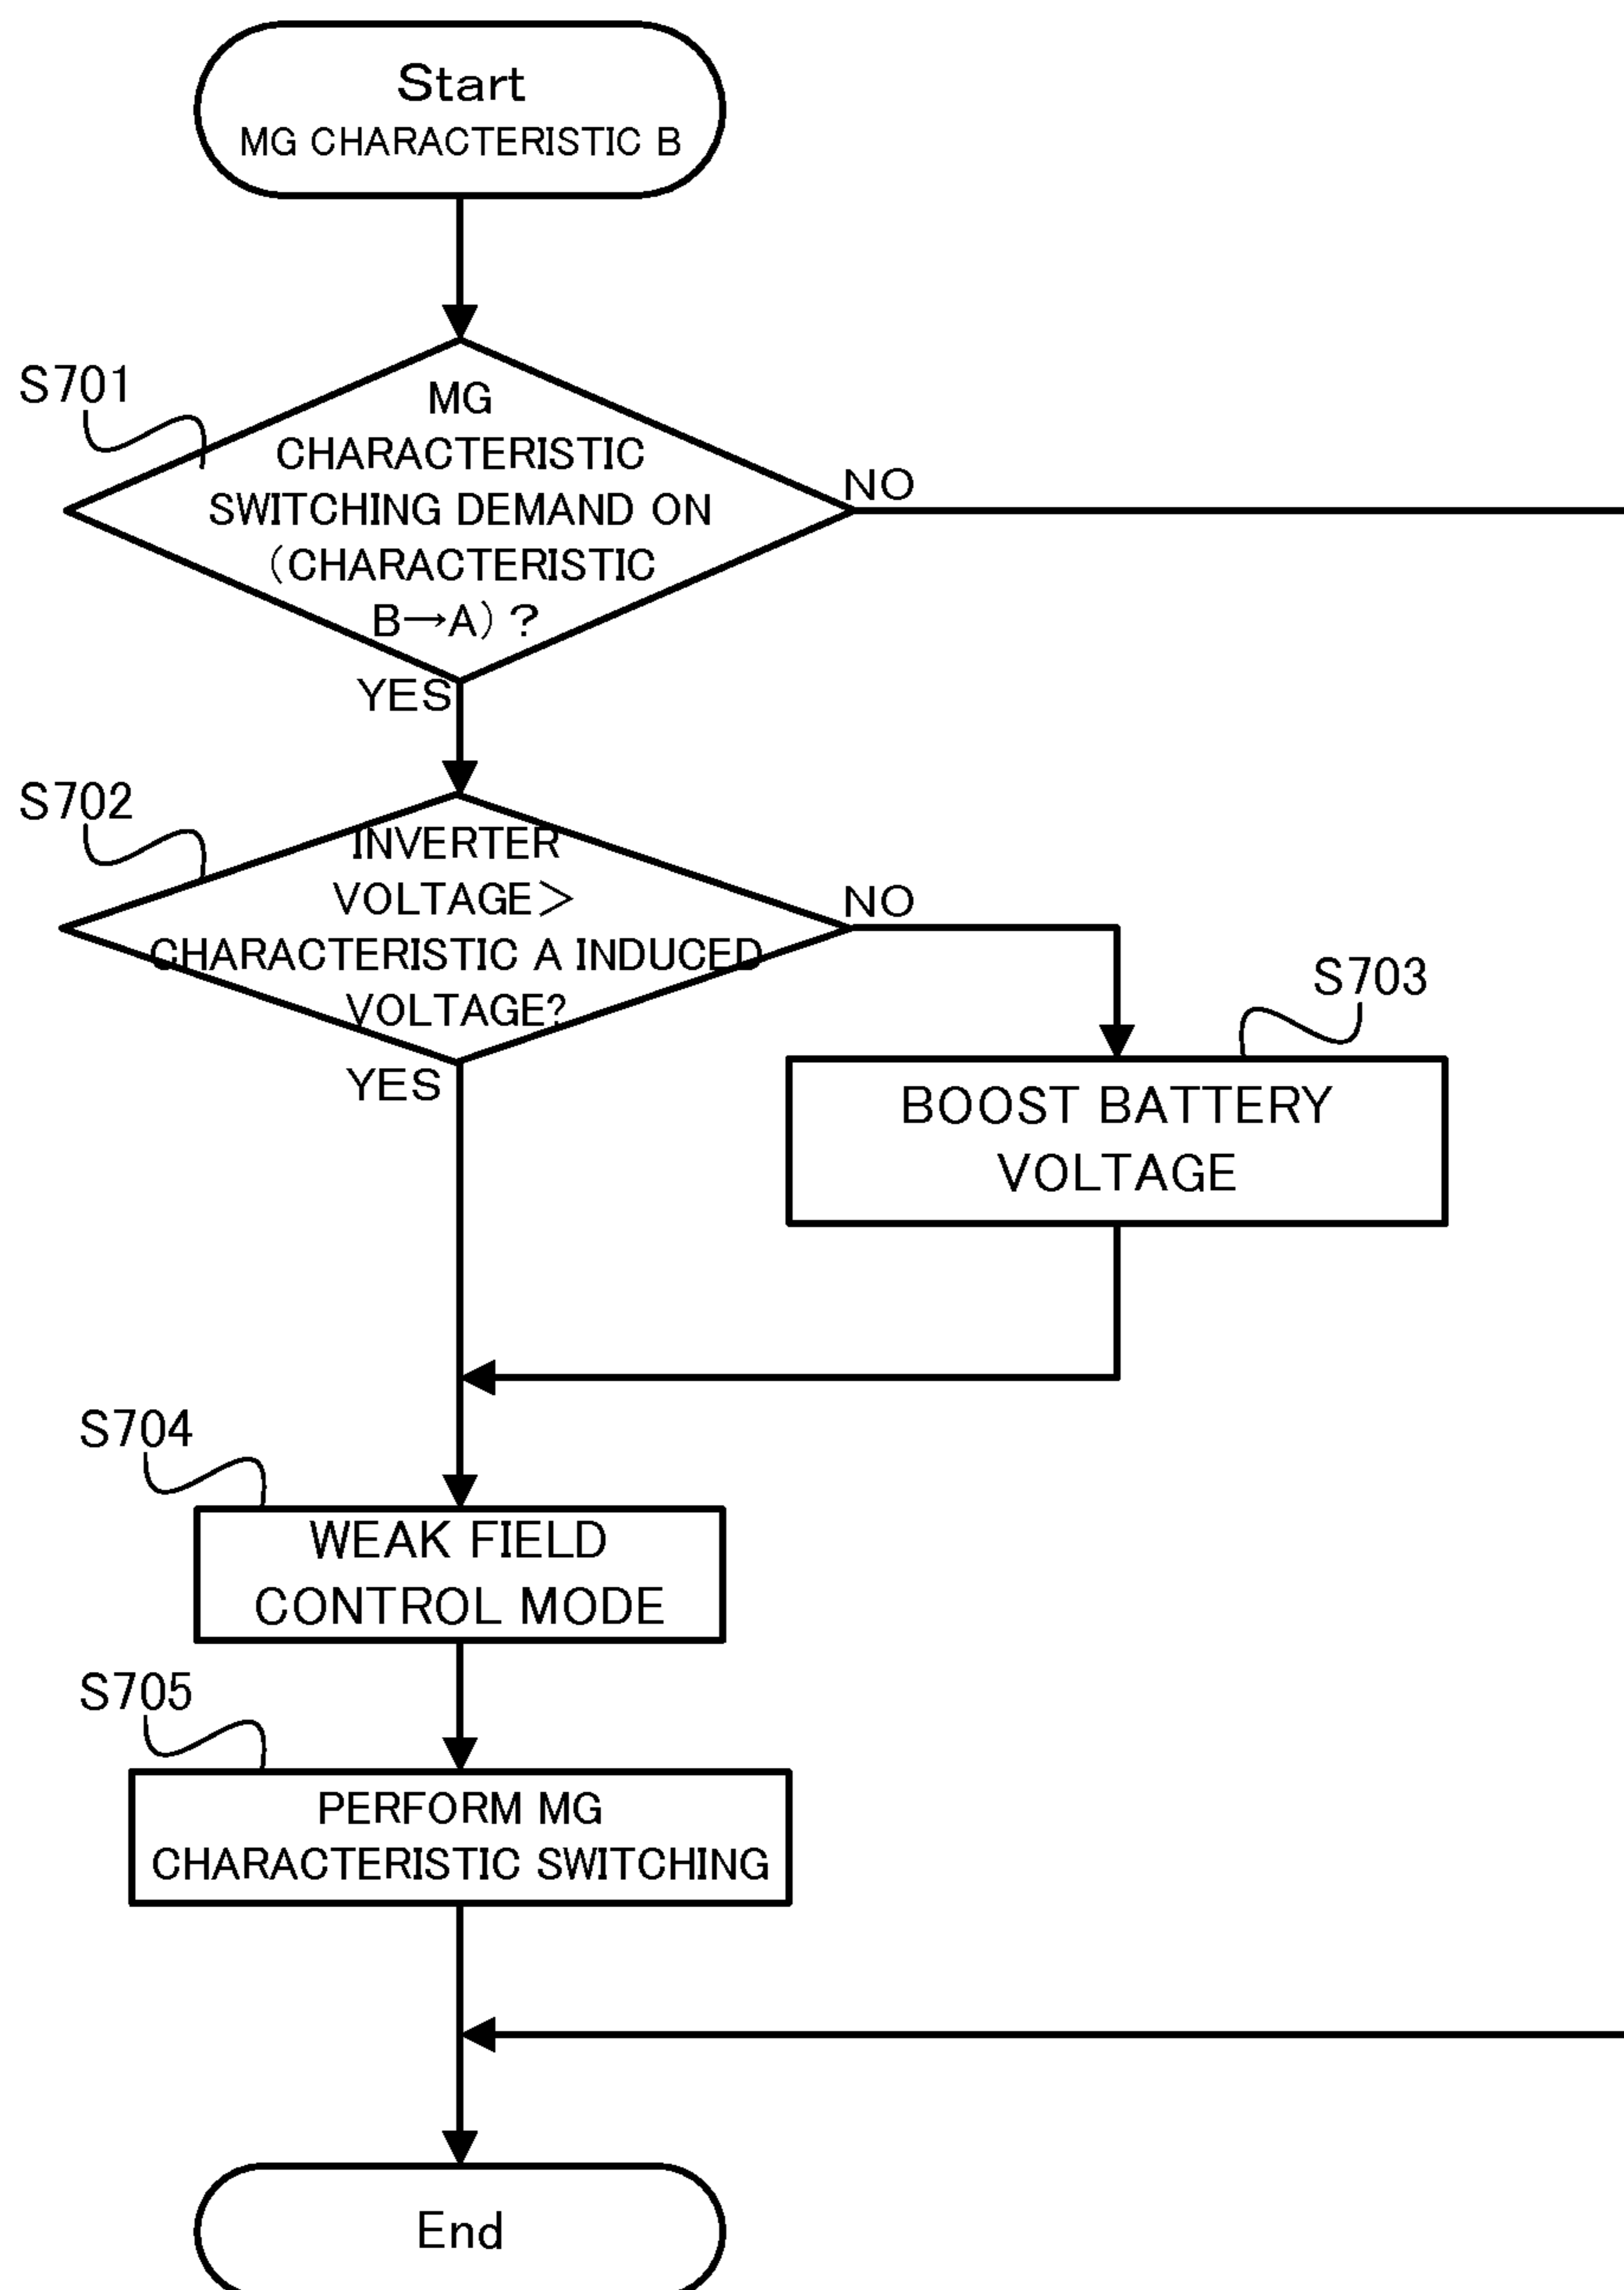 Start
MG CHARACTERISTIC B
S701
MG
CHARACTERISTIC
SWITCHING DEMAND ON
(CHARACTERISTIC
B→A)?
NO
YES
S702
INVERTER
VOLTAGE>
CHARACTERISTIC A INDUCED
VOLTAGE?
NO
YES
S703
BOOST BATTERY
VOLTAGE
S704
WEAK FIELD
CONTROL MODE
S705
PERFORM MG
CHARACTERISTIC SWITCHING
End